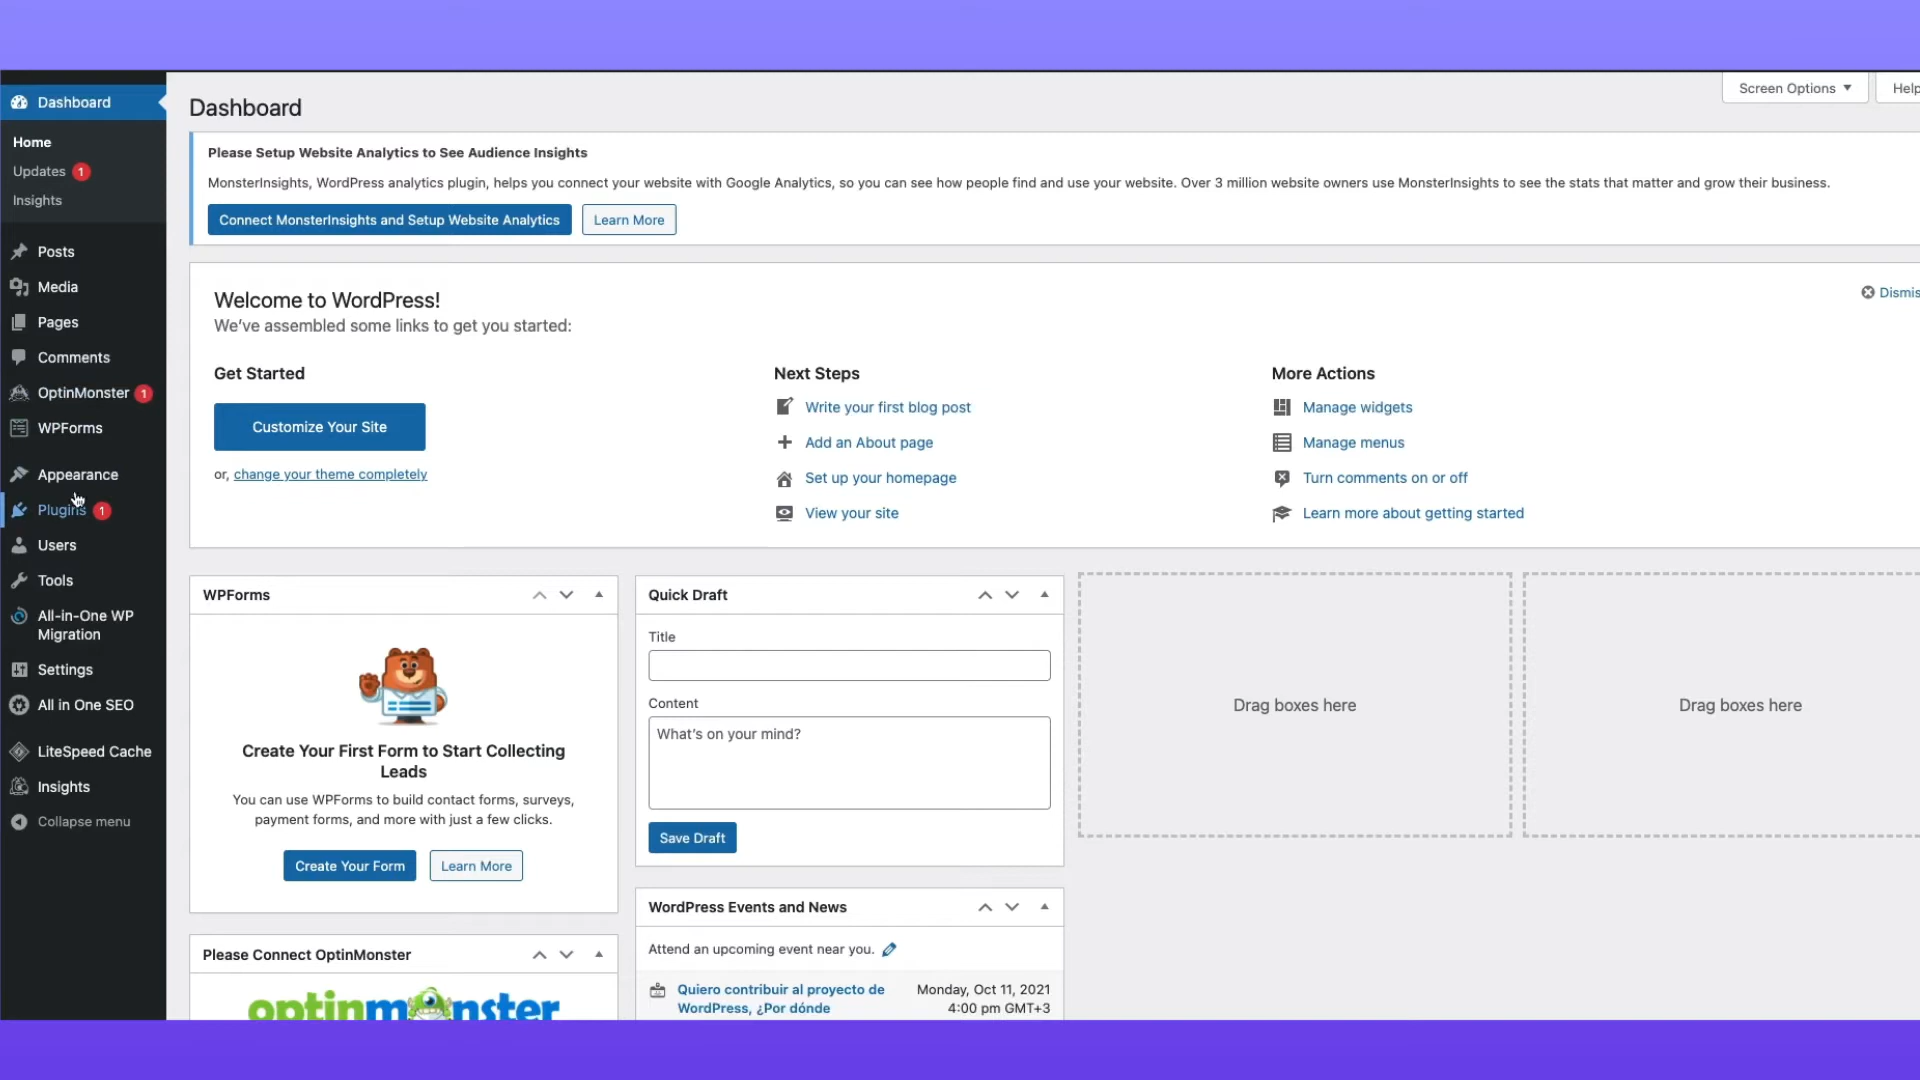 Dashboard
Home
Updates 1
Insights
Posts
Media
Pages
Comments
OptinMonster 1
WPForms
Appearance
Plugins 1
Users
Tools
All-in-One WP
Migration
Settings
All in One SEO
LiteSpeed Cache
Insights
Collapse menu
Screen Options
Help
Dashboard
Please Setup Website Analytics to See Audience Insights
MonsterInsights, WordPress analytics plugin, helps you connect your website with Google Analytics, so you can see how people find and use your website. Over 3 million website owners use MonsterInsights to see the stats that matter and grow their business.
Connect MonsterInsights and Setup Website Analytics
Learn More
Welcome to WordPress!
Dismis
We've assembled some links to get you started:
Get Started
Customize Your Site
or, change your theme completely
Next Steps
Write your first blog post
Add an About page
Set up your homepage
View your site
More Actions
Manage widgets
Manage menus
Turn comments on or off
Learn more about getting started
WPForms
Create Your First Form to Start Collecting
Leads
You can use WPForms to build contact forms, surveys,
payment forms, and more with just a few clicks.
Create Your Form
Learn More
Please Connect OptinMonster
optinmonster
Quick Draft
Title
Content
What's on your mind?
Save Draft
WordPress Events and News
Attend an upcoming event near you.
Quiero contribuir al proyecto de
WordPress, ¿Por dónde
Monday, Oct 11, 2021
4:00 pm GMT+3
Drag boxes here
Drag boxes here